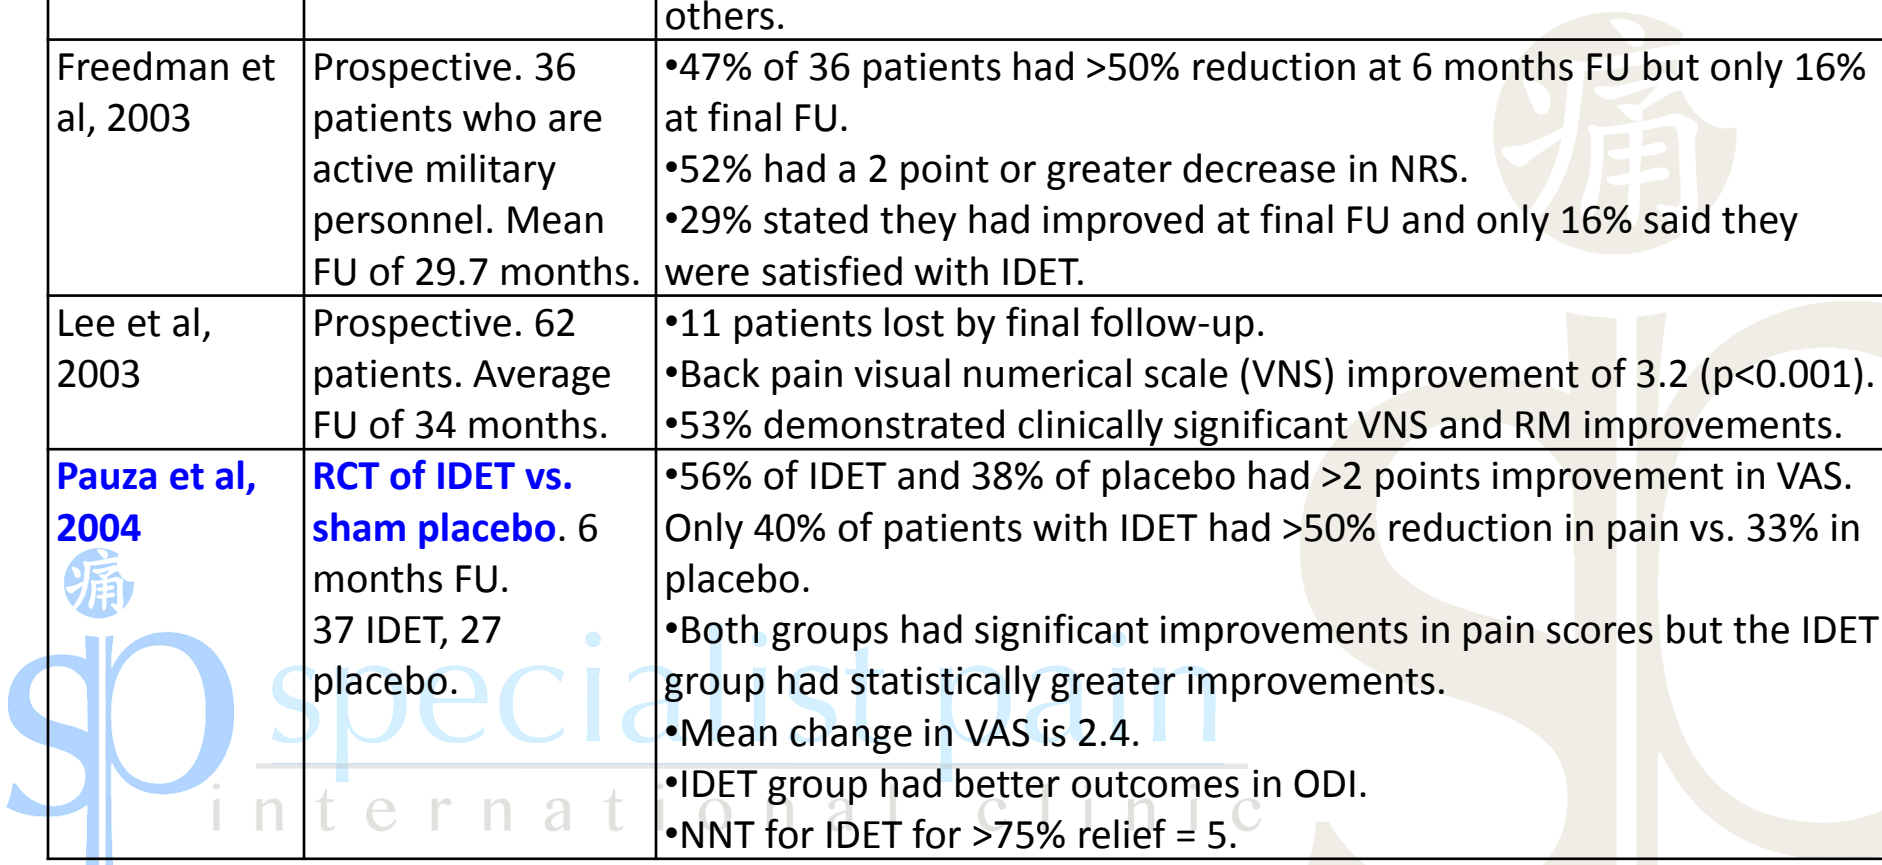 others.
Freedman et al, 2003
Prospective. 36 patients who are active military personnel. Mean FU of 29.7 months.
•47% of 36 patients had >50% reduction at 6 months FU but only 16% at final FU.
•52% had a 2 point or greater decrease in NRS.
•29% stated they had improved at final FU and only 16% said they were satisfied with IDET.
Lee et al, 2003
Prospective. 62 patients. Average FU of 34 months.
•11 patients lost by final follow-up.
•Back pain visual numerical scale (VNS) improvement of 3.2 (p<0.001).
•53% demonstrated clinically significant VNS and RM improvements.
Pauza et al, 2004
RCT of IDET vs. sham placebo. 6 months FU.
37 IDET, 27 placebo.
•56% of IDET and 38% of placebo had >2 points improvement in VAS. Only 40% of patients with IDET had >50% reduction in pain vs. 33% in placebo.
•Both groups had significant improvements in pain scores but the IDET group had statistically greater improvements.
•Mean change in VAS is 2.4.
•IDET group had better outcomes in ODI.
•NNT for IDET for >75% relief = 5.
痛
痛
sp specialist pain
international clinic